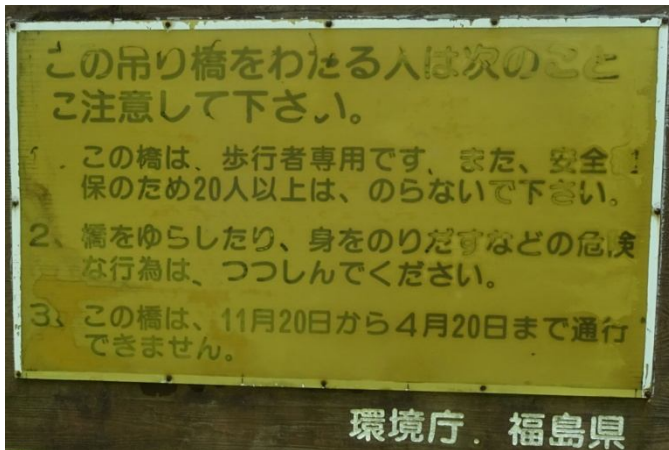 この吊り橋をわたる人は次のこと
に注意して下さい。
1、この橋は、歩行者専用です、また、安全確
保のため20人以上は、のらないで下さい。
2、橋をゆらしたり、身をのりだすなどの危険
な行為は、つつしんでください。
3、この橋は、11月20日から4月20日まで通行
できません。
環境庁．福島県